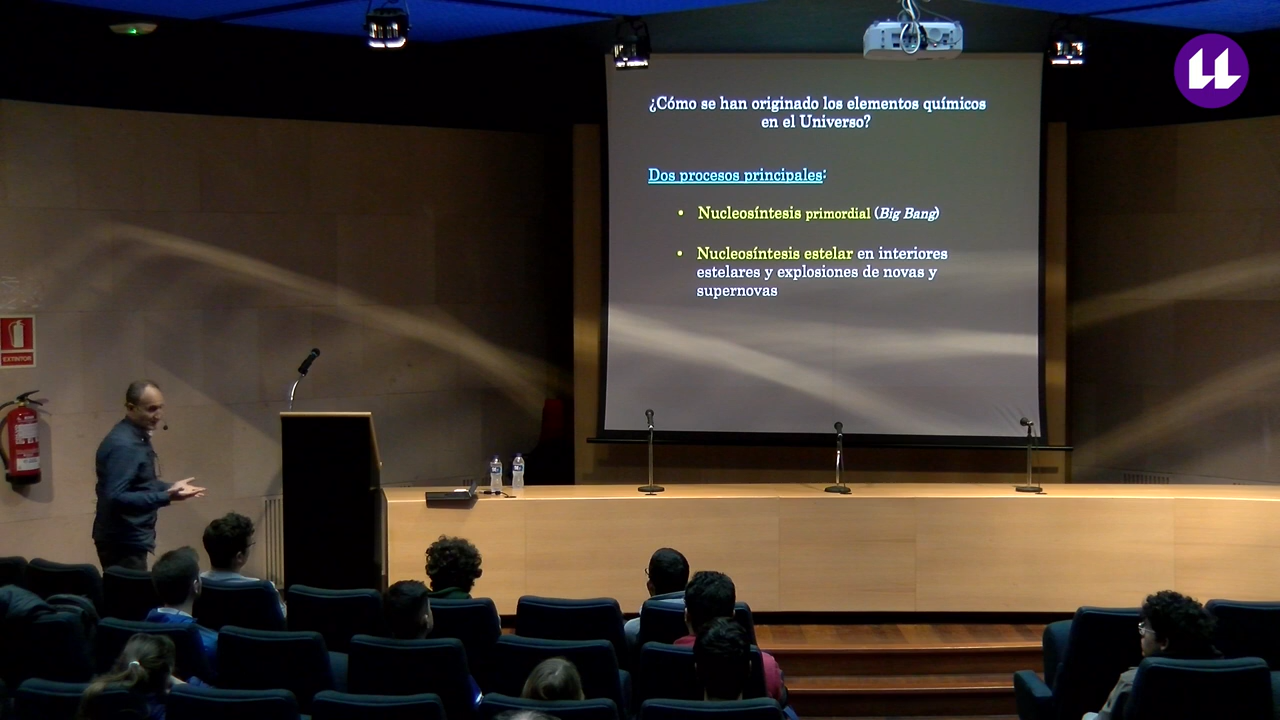 ¿Cómo se han originado los elementos químicos
en el Universo?
Dos procesos principales:
• Nucleosíntesis primordial (Big Bang)
• Nucleosíntesis estelar en interiores
estelares y explosiones de novas y
supernovas
EXTINTOR